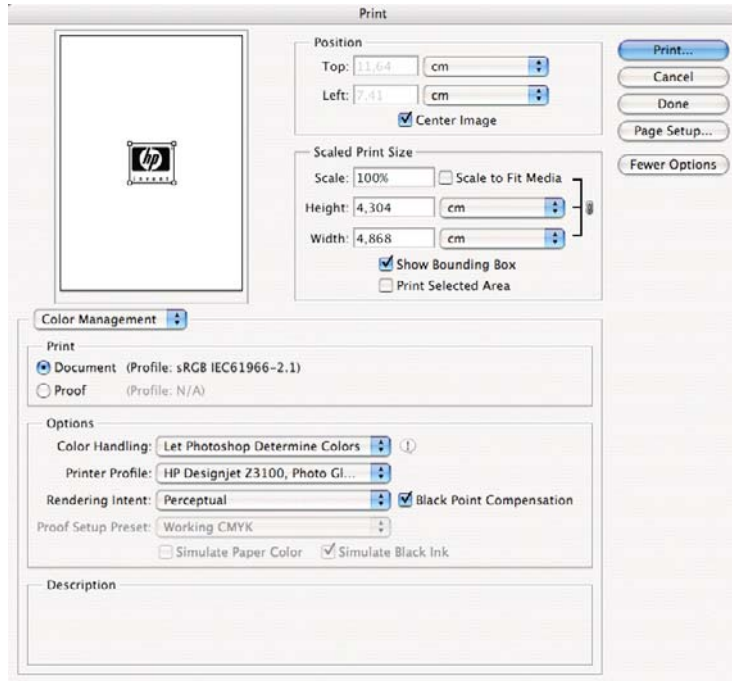 Print
hp
invent
Position
Top: 11,64 cm
Left: 7,41 cm
Center Image
Scaled Print Size
Scale: 100% Scale to Fit Media
Height: 4,304 cm
Width: 4,868 cm
Show Bounding Box
Print Selected Area
Print...
Cancel
Done
Page Setup...
Fewer Options
Color Management
Print
Document (Profile: sRGB IEC61966-2.1)
Proof (Profile: N/A)
Options
Color Handling: Let Photoshop Determine Colors
Printer Profile: HP Designjet Z3100, Photo Gl...
Rendering Intent: Perceptual Black Point Compensation
Proof Setup Preset: Working CMYK
Simulate Paper Color Simulate Black Ink
Description